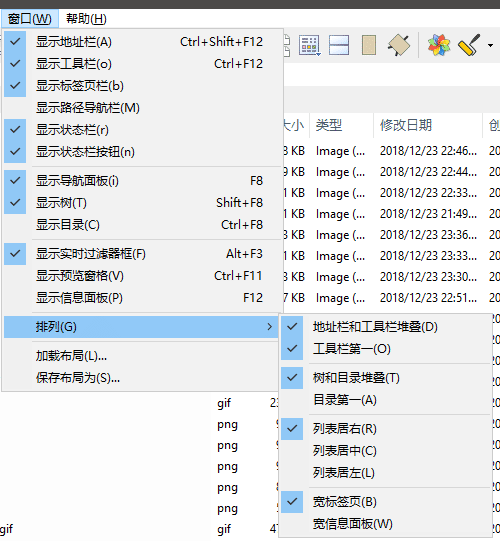 窗口(W) 帮助(H)
显示地址栏(A) Ctrl+Shift+F12
显示工具栏(o) Ctrl+F12
显示标签页栏(b)
显示路径导航栏(M)
显示状态栏(r)
显示状态栏按钮(n)
显示导航面板(i) F8
显示树(T) Shift+F8
显示目录(C) Ctrl+F8
显示实时过滤器框(F) Alt+F3
显示预览窗格(V) Ctrl+F11
显示信息面板(P) F12
排列(G)
加载布局(L)...
保存布局为(S)...
大小 类型 修改日期 创
KB Image (... 2018/12/23 22:46... 20
KB Image (... 2018/12/23 22:44... 20
KB Image (... 2018/12/23 22:33... 20
KB Image (... 2018/12/23 21:49... 20
KB Image (... 2018/12/23 23:36... 20
KB Image (... 2018/12/23 23:33... 20
KB Image (... 2018/12/23 23:30... 20
KB Image (... 2018/12/23 22:51... 20
地址栏和工具栏堆叠(D)
工具栏第一(O)
树和目录堆叠(T)
目录第一(A)
列表居右(R)
列表居中(C)
列表居左(L)
宽标签页(B)
宽信息面板(W)
gif
png
png
png
png
png
gif gif